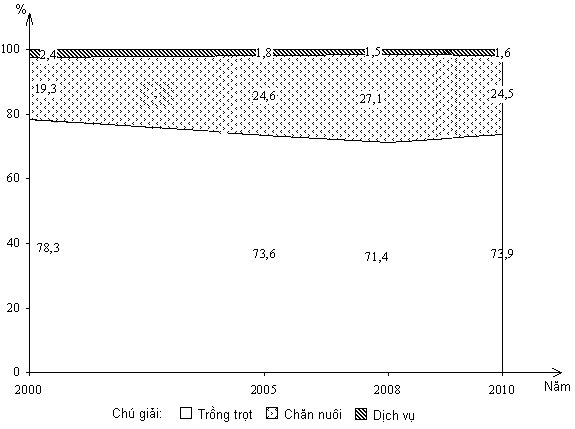 %
100
2,4 1,8 1,5 1,6
19,3 24,6 27,1 24,5
80
60
40
78,3 73,6 71,4 73,9
20
0
2000 2005 2008 2010 Năm
Chú giải: Trồng trọt Chăn nuôi Dịch vụ